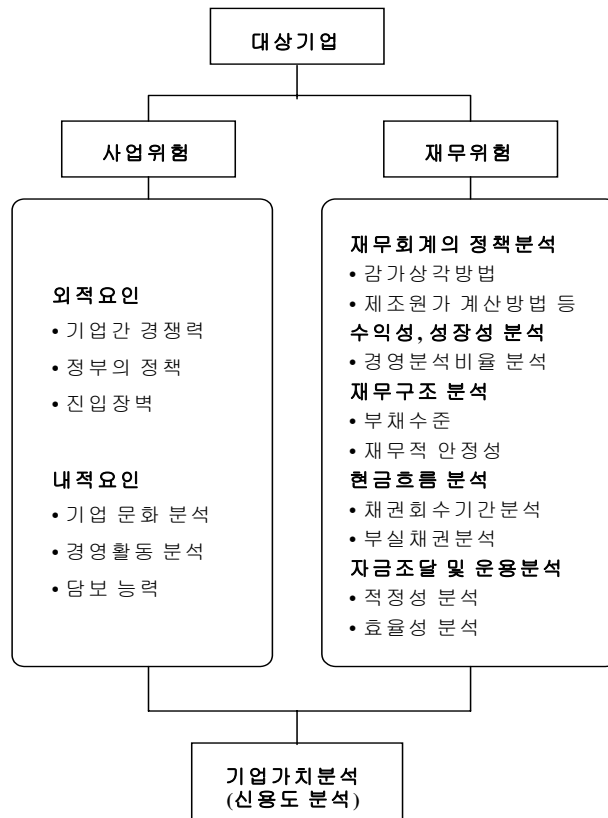 대상기업
사업위험
재무위험
외적요인
• 기업간 경쟁력
• 정부의 정책
• 진입장벽
내적요인
• 기업 문화 분석
• 경영활동 분석
• 담보 능력
재무회계의 정책분석
• 감가상각방법
• 제조원가 계산방법 등
수익성, 성장성 분석
• 경영분석비율 분석
재무구조 분석
• 부채수준
• 재무적 안정성
현금흐름 분석
• 채권회수기간분석
• 부실채권분석
자금조달 및 운용분석
• 적정성 분석
• 효율성 분석
기업가치분석
(신용도 분석)